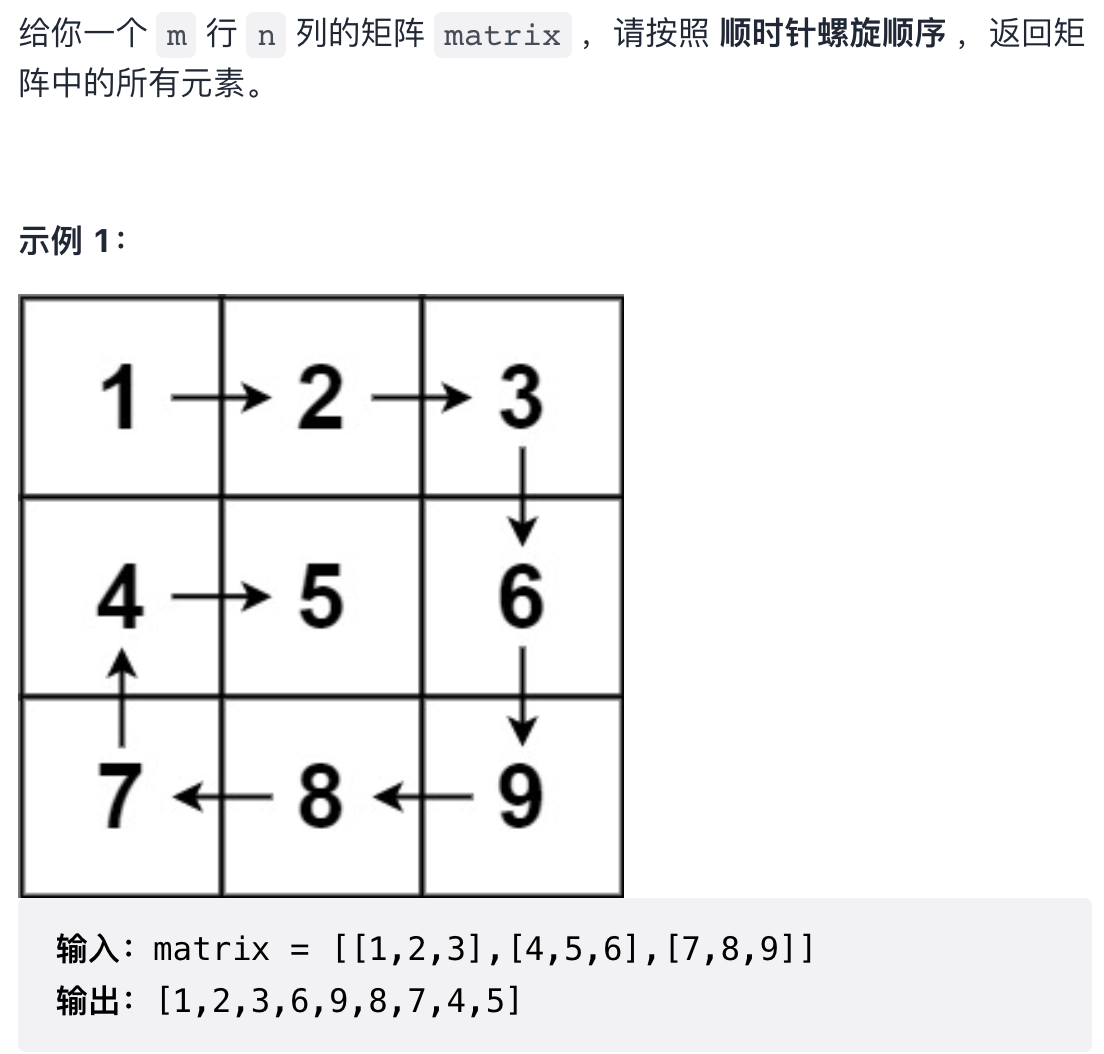 给你一个 m 行 n 列的矩阵 matrix ，请按照 顺时针螺旋顺序 ，返回矩
阵中的所有元素。
示例 1：
1 2 3
4 5 6
7 8 9
输入：matrix = [[1,2,3],[4,5,6],[7,8,9]]
输出：[1,2,3,6,9,8,7,4,5]